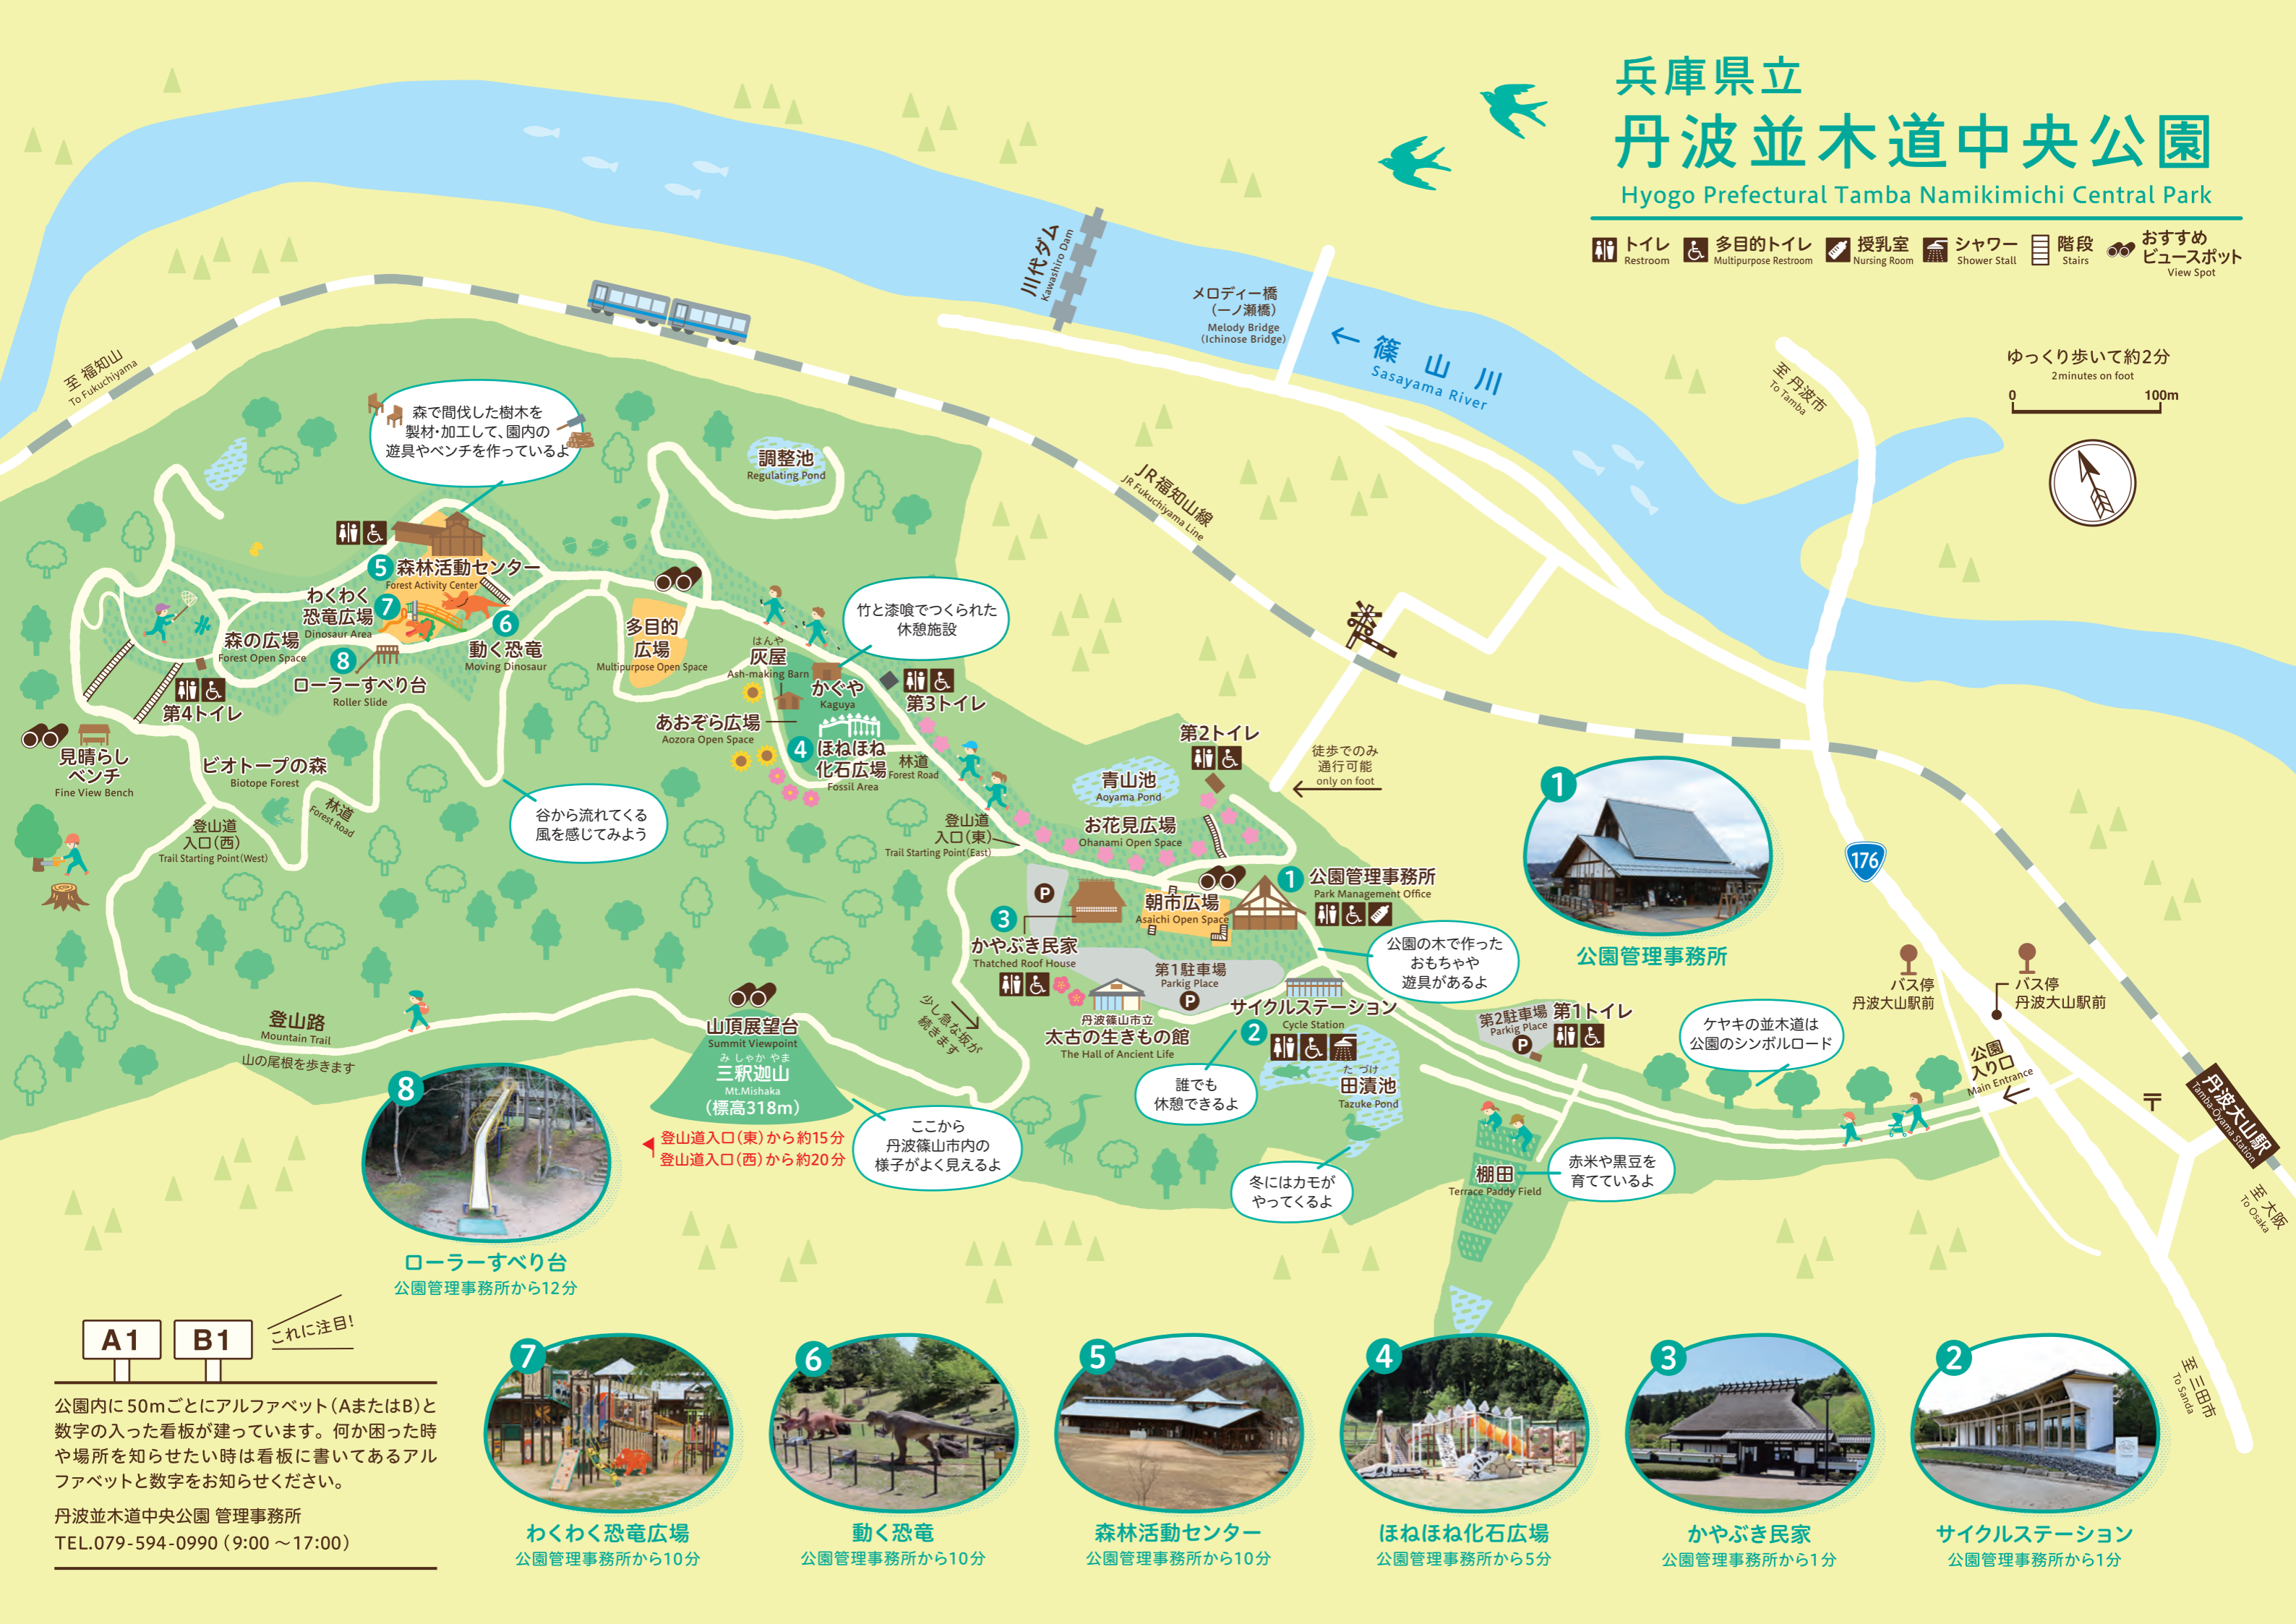 兵庫県立
丹波並木道中央公園
Hyogo Prefectural Tamba Namikimichi Central Park
トイレ
Restroom
多目的トイレ
Multipurpose Restroom
授乳室
Nursing Room
シャワー
Shower Stall
階段
Stairs
おすすめ
ビュースポット
View Spot
ゆっくり歩いて約2分
2minutes on foot
0 100m
川代ダム
Kawashiro Dam
メロディー橋
(一ノ瀬橋)
Melody Bridge
(Ichinose Bridge)
← 篠山川
Sasayama River
至 丹波市
To Tamba
至 福知山
To Fukuchiyama
JR福知山線
JR Fukuchiyama Line
森で間伐した樹木を
製材・加工して、園内の
遊具やベンチを作っているよ
調整池
Regulating Pond
5 森林活動センター
Forest Activity Center
わくわく
恐竜広場 7
Dinosaur Area
6
動く恐竜
Moving Dinosaur
森の広場
Forest Open Space
8
ローラーすべり台
Roller Slide
第4トイレ
見晴らし
ベンチ
Fine View Bench
ビオトープの森
Biotope Forest
林道
Forest Road
登山道
入口(西)
Trail Starting Point(West)
谷から流れてくる
風を感じてみよう
多目的
広場
Multipurpose Open Space
はんや
灰屋
Ash-making Barn
竹と漆喰でつくられた
休憩施設
かぐや
Kaguya
第3トイレ
あおぞら広場
Aozora Open Space
4 ほねほね
化石広場
Fossil Area
林道
Forest Road
登山道
入口(東)
Trail Starting Point(East)
青山池
Aoyama Pond
第2トイレ
お花見広場
Ohanami Open Space
徒歩でのみ
通行可能
only on foot
1 公園管理事務所
Park Management Office
朝市広場
Asaichi Open Space
P
3
かやぶき民家
Thatched Roof House
第1駐車場
Parkig Place
P
丹波篠山市立
太古の生きもの館
The Hall of Ancient Life
サイクルステーション
Cycle Station
2
公園の木で作った
おもちゃや
遊具があるよ
誰でも
休憩できるよ
第2駐車場
Parkig Place
P
第1トイレ
たづけ
田漬池
Tazuke Pond
冬にはカモが
やってくるよ
棚田
Terrace Paddy Field
赤米や黒豆を
育てているよ
ケヤキの並木道は
公園のシンボルロード
公園
入り口
Main Entrance
176
バス停
丹波大山駅前
バス停
丹波大山駅前
〒
丹波大山駅
Tamba-Oyama Station
至 大阪
To Osaka
至 三田市
To Sanda
登山路
Mountain Trail
山の尾根を歩きます
少し急な坂が
続きます
山頂展望台
Summit Viewpoint
みしゃかやま
三釈迦山
Mt.Mishaka
(標高318m)
登山道入口(東)から約15分
登山道入口(西)から約20分
ここから
丹波篠山市内の
様子がよく見えるよ
1
公園管理事務所
8
ローラーすべり台
公園管理事務所から12分
7
わくわく恐竜広場
公園管理事務所から10分
6
動く恐竜
公園管理事務所から10分
5
森林活動センター
公園管理事務所から10分
4
ほねほね化石広場
公園管理事務所から5分
3
かやぶき民家
公園管理事務所から1分
2
サイクルステーション
公園管理事務所から1分
A1 B1 これに注目!
公園内に50mごとにアルファベット(AまたはB)と
数字の入った看板が建っています。何か困った時
や場所を知らせたい時は看板に書いてあるアル
ファベットと数字をお知らせください。
丹波並木道中央公園 管理事務所
TEL.079-594-0990(9:00〜17:00)